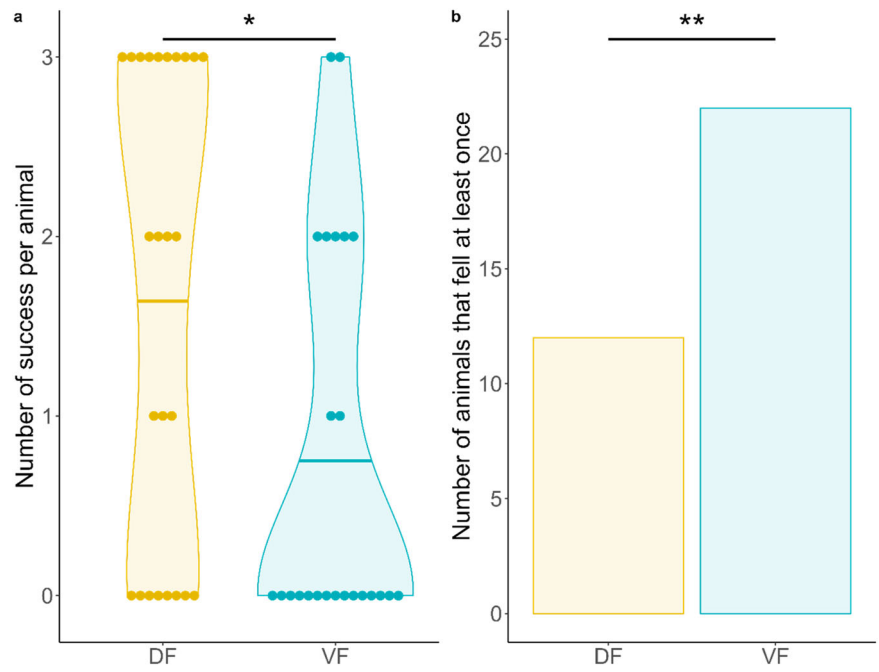 a
*
Number of success per animal
3
2
1
0
DF
VF
b
**
Number of animals that fell at least once
25
20
15
10
5
0
DF
VF